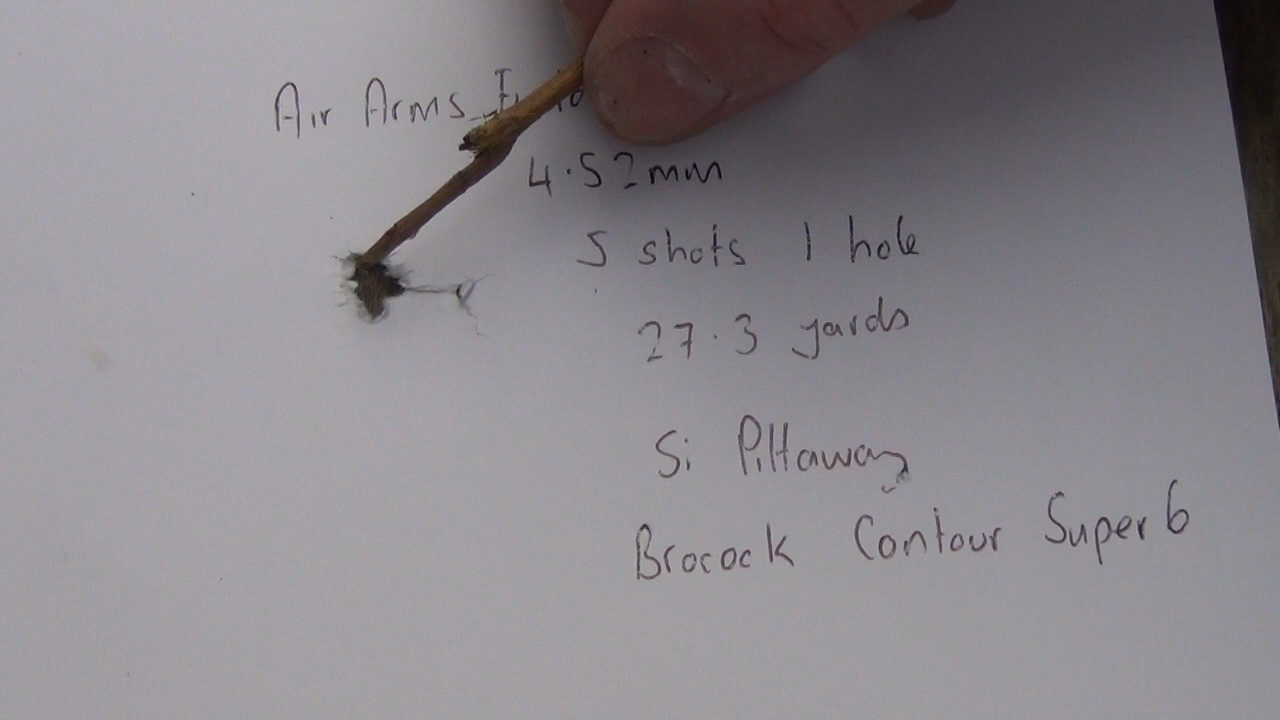 Air Arms
4.52mm
5 shots 1 hole
27.3 yards
Si Pittaway
Brocock Contour Super 6